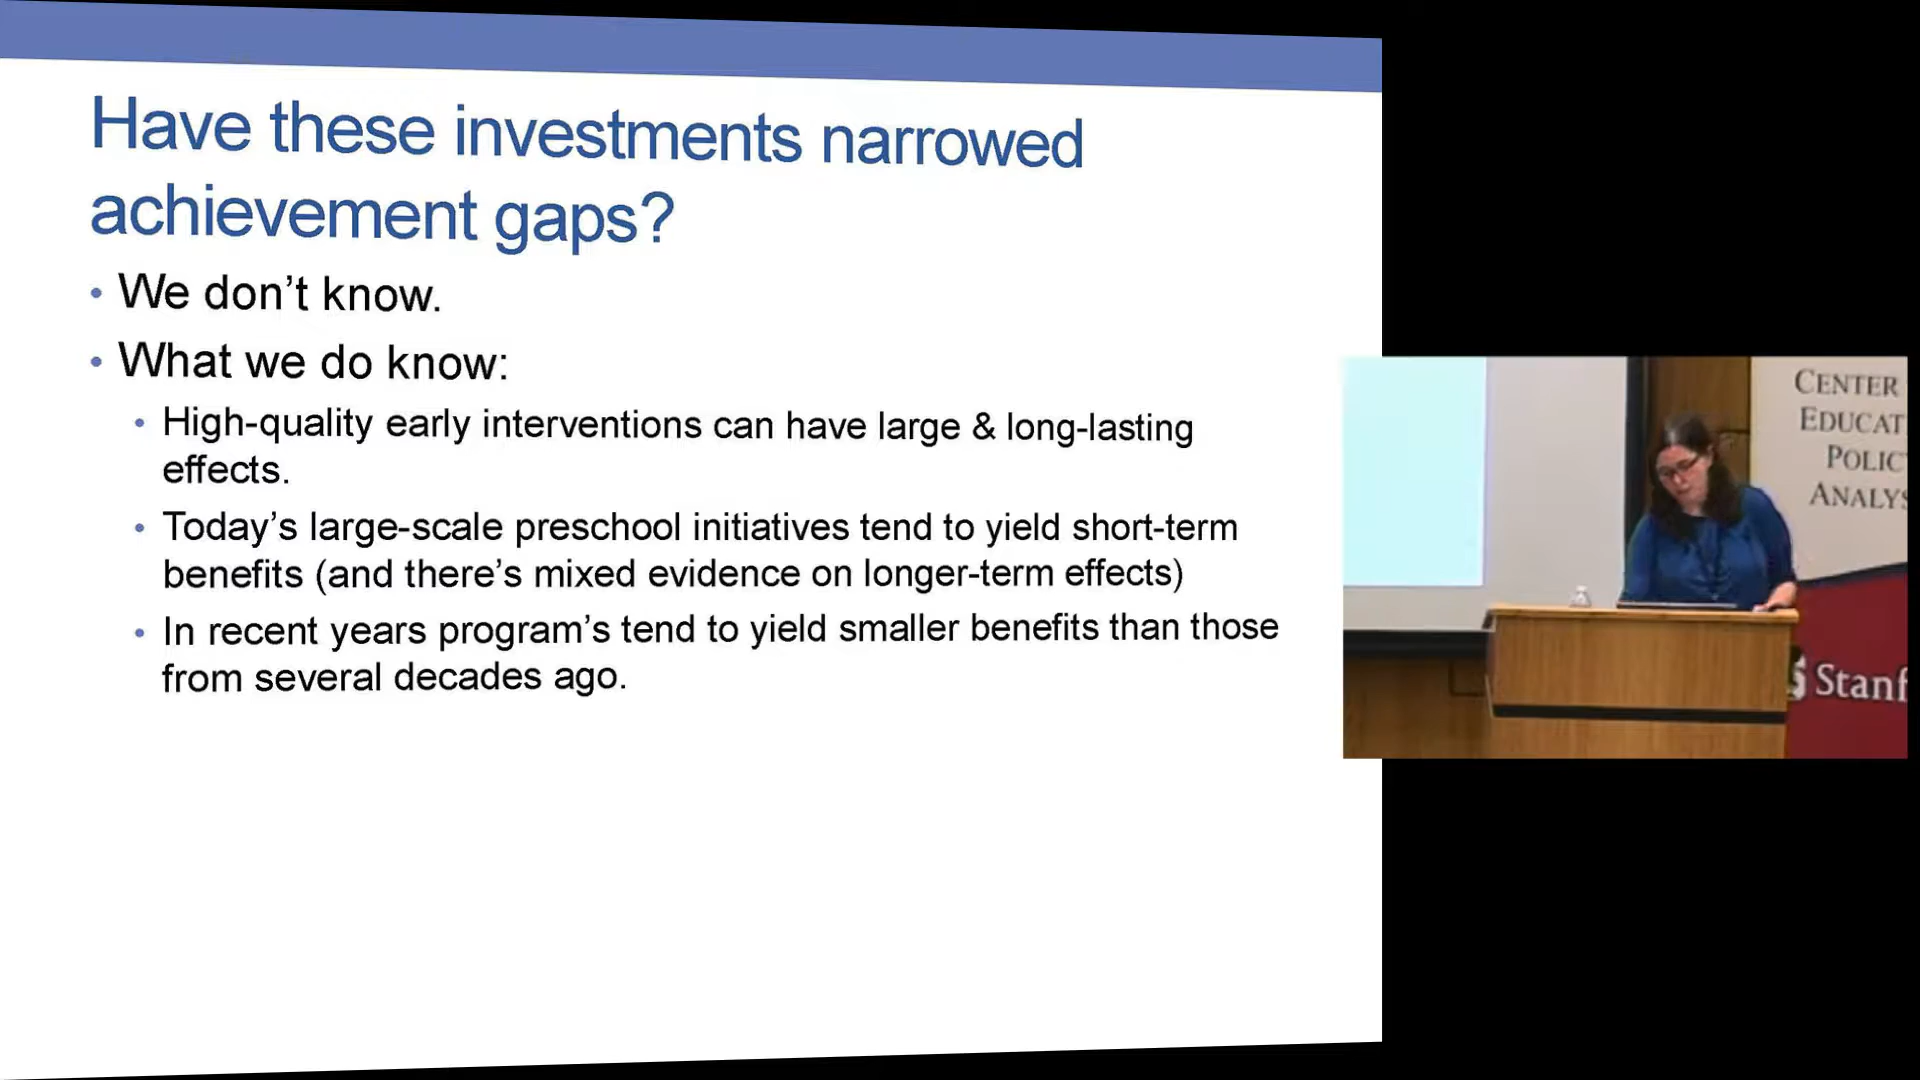 Have these investments narrowed
achievement gaps?
• We don’t know.
• What we do know:
• High-quality early interventions can have large & long-lasting
effects.
• Today’s large-scale preschool initiatives tend to yield short-term
benefits (and there’s mixed evidence on longer-term effects)
• In recent years program’s tend to yield smaller benefits than those
from several decades ago.
CENTER
EDUCAT
POLIC
ANALYS
Stanf